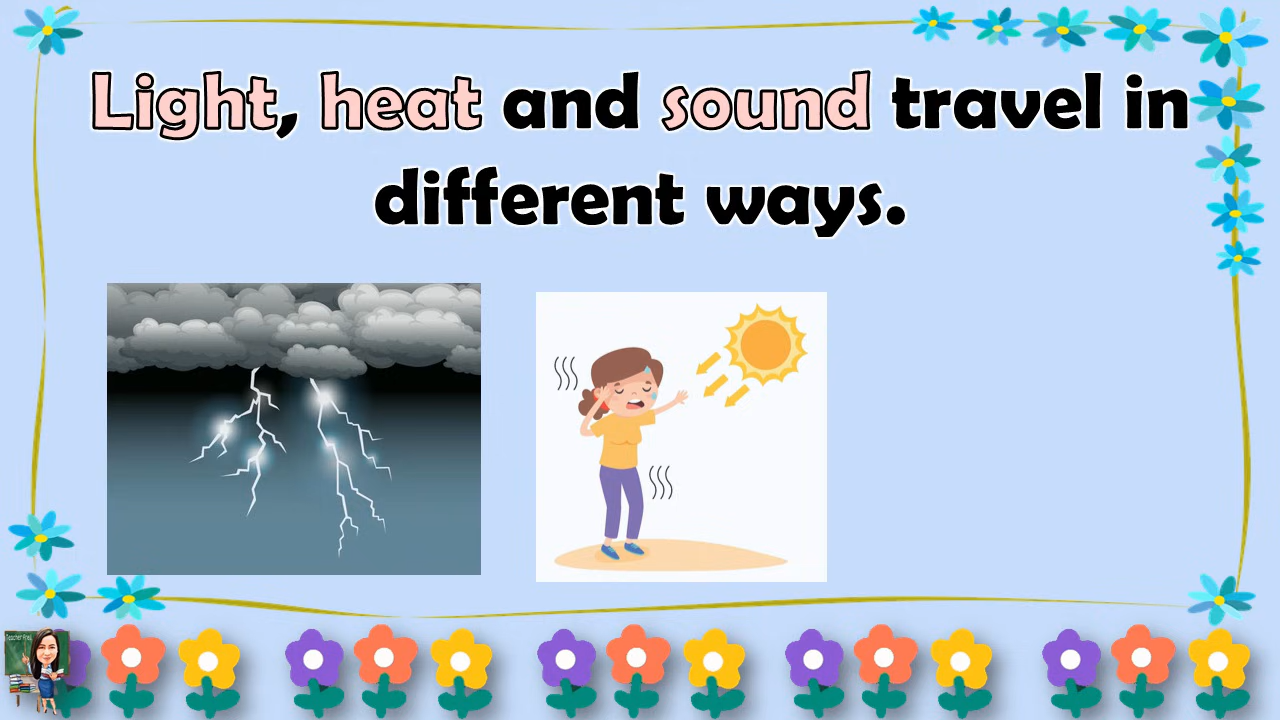 Light, heat and sound travel in
different ways.